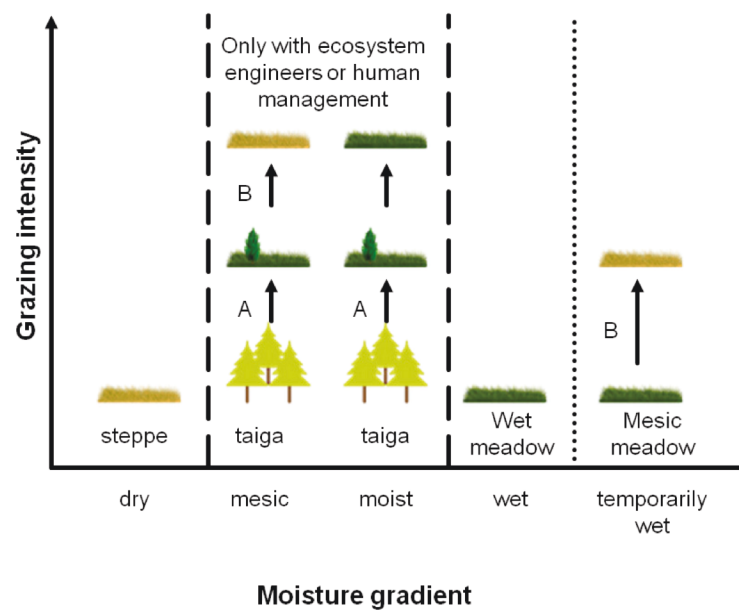 Only with ecosystem
engineers or human
management
Grazing intensity
B
A
A
B
steppe
taiga
taiga
Wet
meadow
Mesic
meadow
dry
mesic
moist
wet
temporarily
wet
Moisture gradient